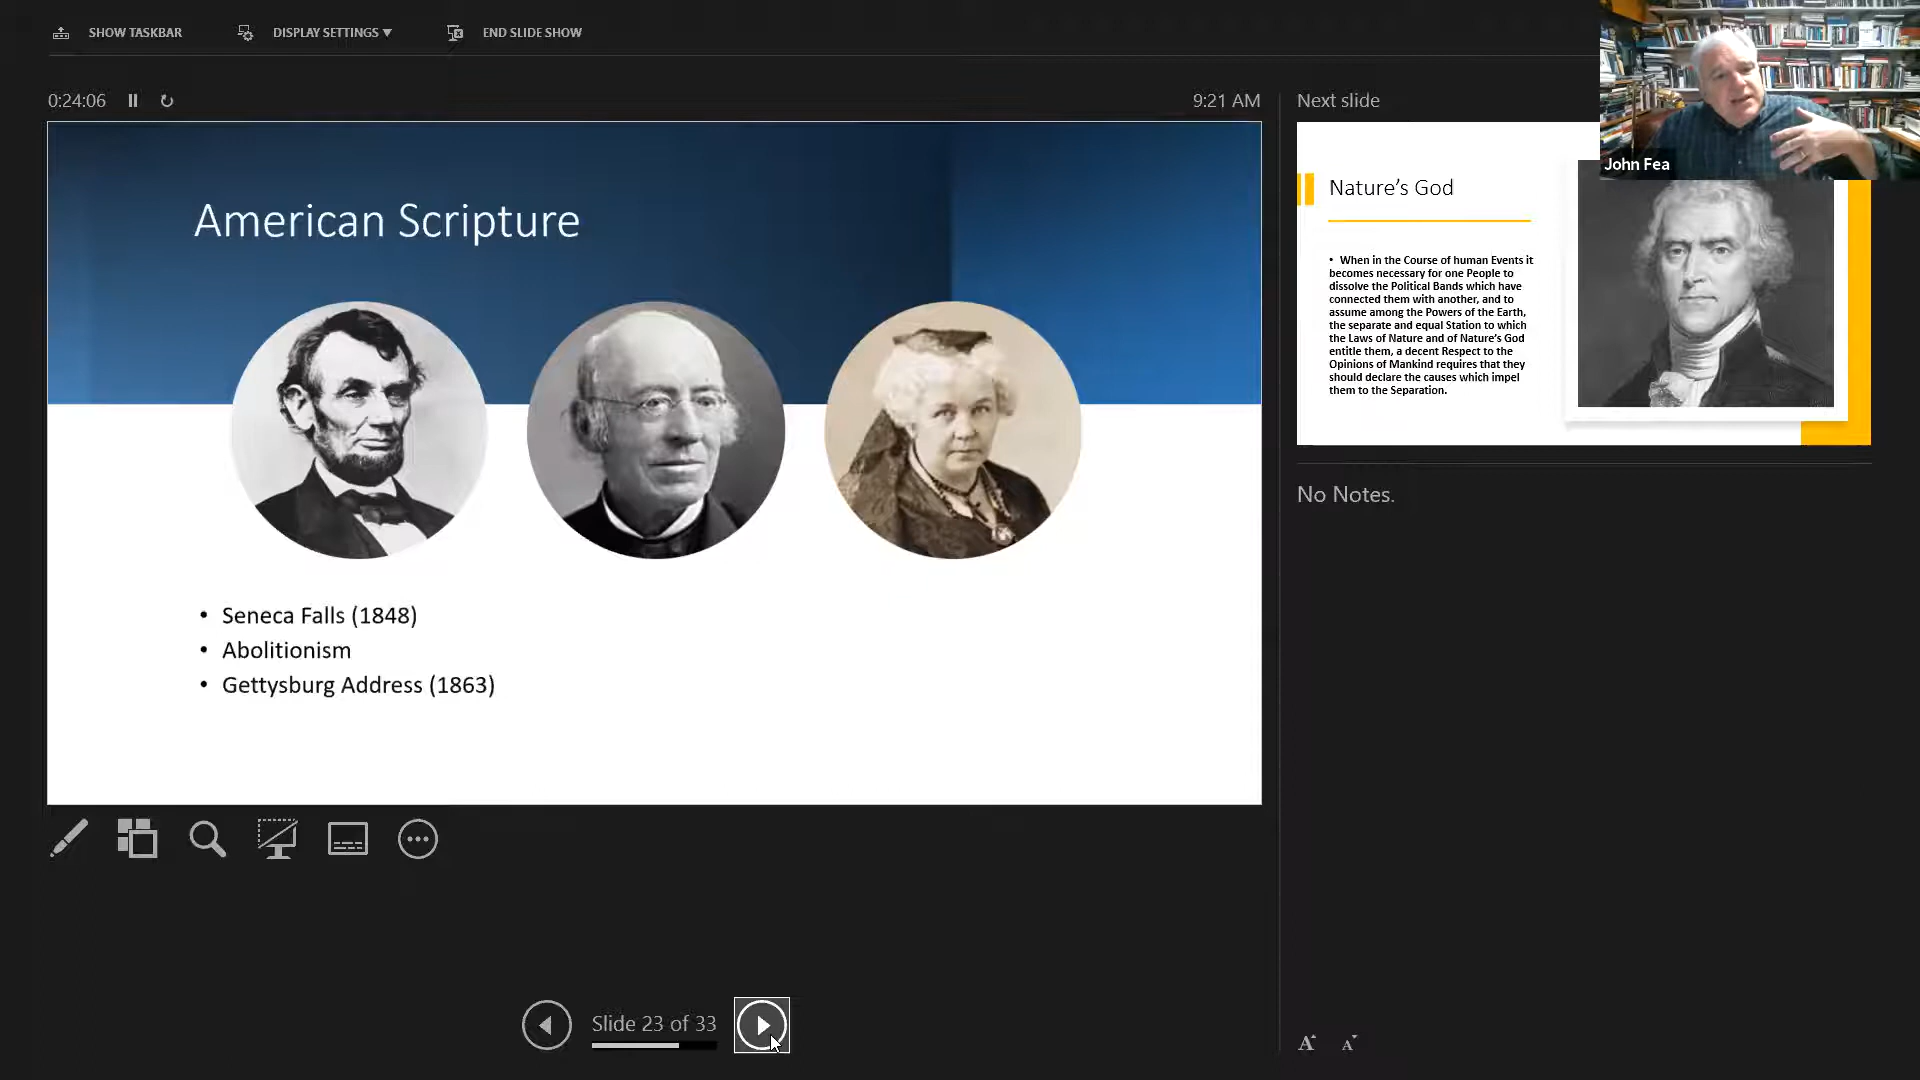 SHOW TASKBAR
DISPLAY SETTINGS ▼
END SLIDE SHOW
0:24:06
9:21 AM
American Scripture
• Seneca Falls (1848)
• Abolitionism
• Gettysburg Address (1863)
Slide 23 of 33
Next slide
John Fea
Nature’s God
• When in the Course of human Events it
becomes necessary for one People to
dissolve the Political Bands which have
connected them with another, and to
assume among the Powers of the Earth,
the separate and equal Station to which
the Laws of Nature and of Nature’s God
entitle them, a decent Respect to the
Opinions of Mankind requires that they
should declare the causes which impel
them to the Separation.
No Notes.
A A